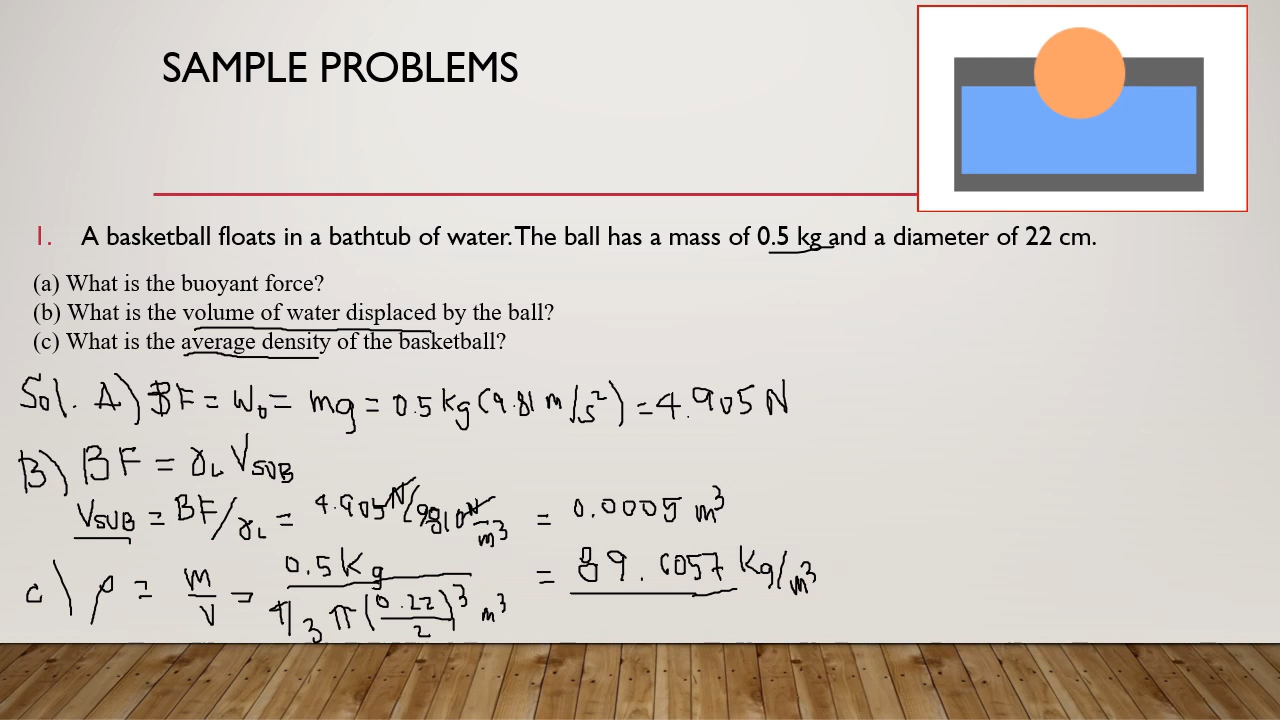 SAMPLE PROBLEMS
1. A basketball floats in a bathtub of water. The ball has a mass of 0.5 kg and a diameter of 22 cm.
(a) What is the buoyant force?
(b) What is the volume of water displaced by the ball?
(c) What is the average density of the basketball?
Sol. A) BF = W₀ = mg = 0.5 kg (9.81 m/s²) = 4.905 N
B) BF = γL VSUB
VSUB = BF/γL = 4.905N/9810 N/m³ = 0.0005 m³
c) ρ = m/V = 0.5 kg / 4/3 π (0.22/2)³ m³ = 89.6057 kg/m³